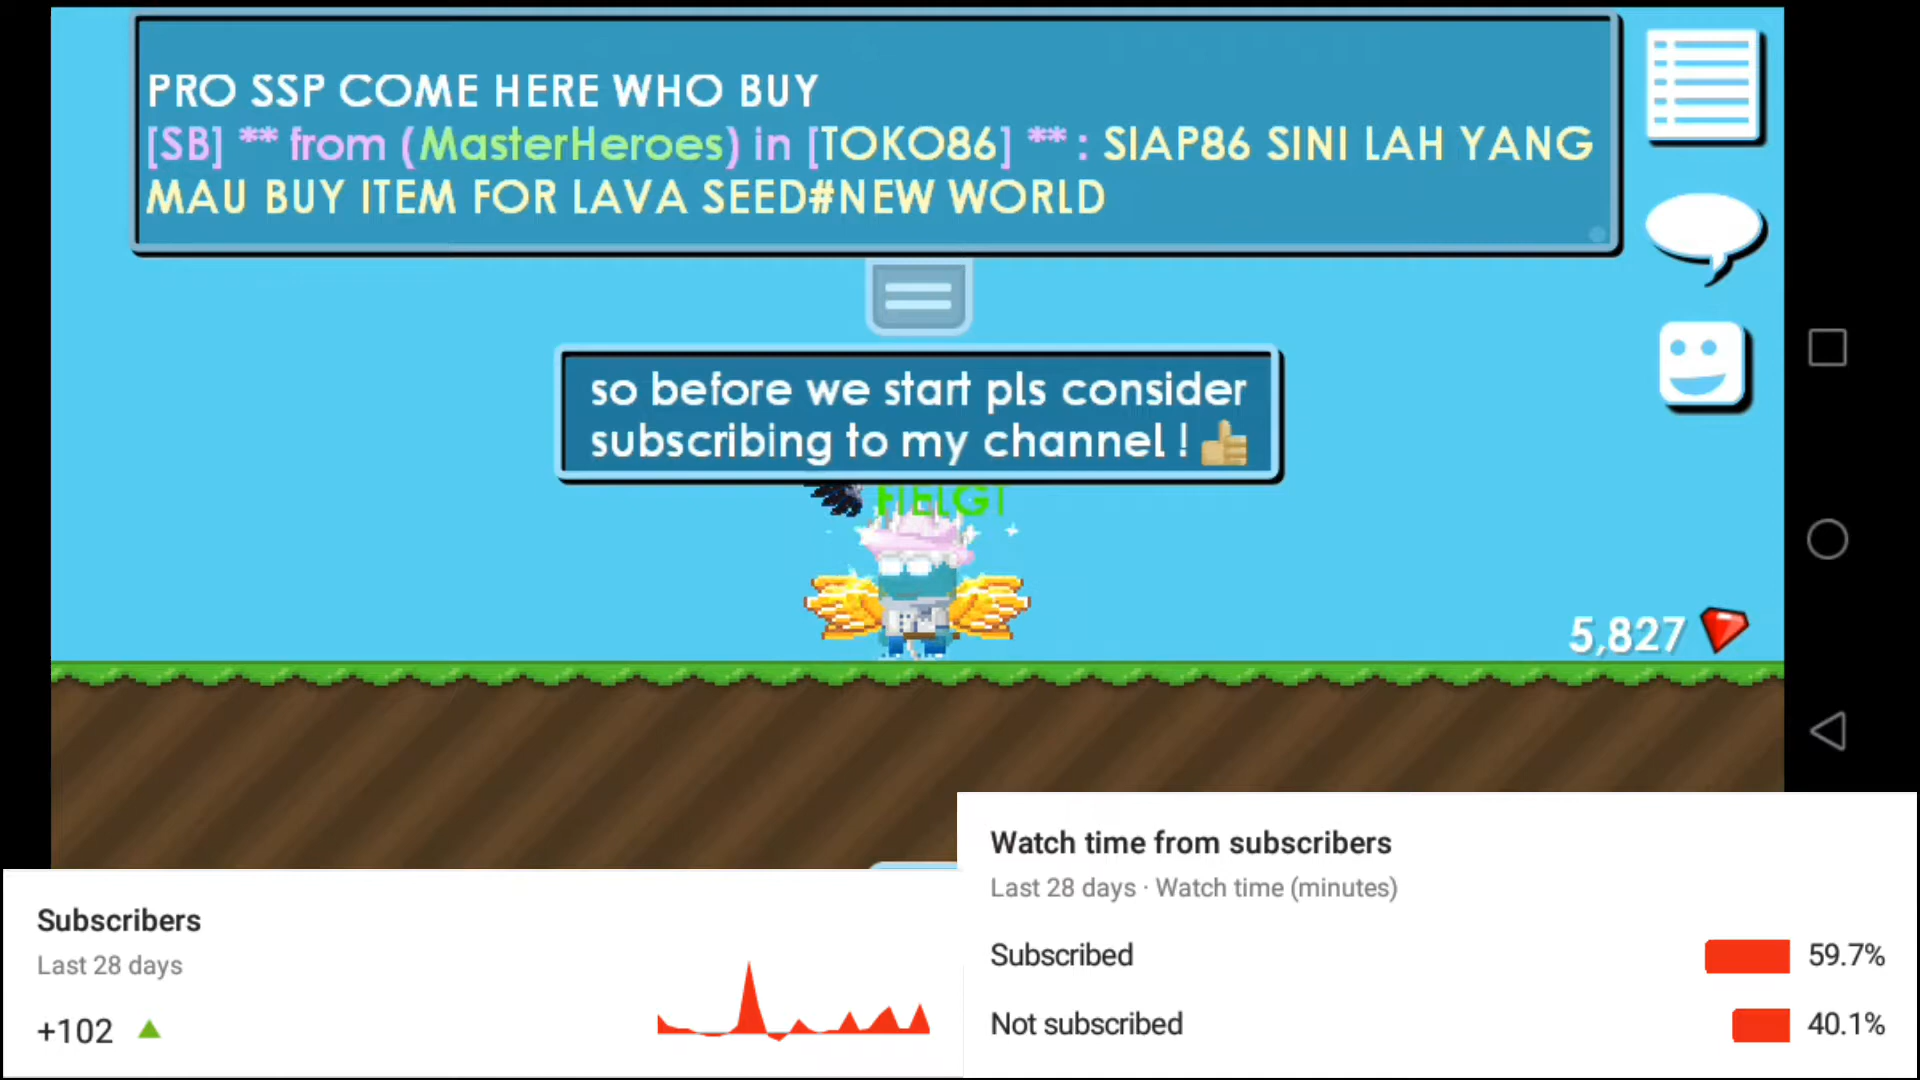 PRO SSP COME HERE WHO BUY
[SB] ** from (MasterHeroes) in [TOKO86] ** : SIAP86 SINI LAH YANG
MAU BUY ITEM FOR LAVA SEED#NEW WORLD
so before we start pls consider
subscribing to my channel ! 👍
FIELGT
5,827
Watch time from subscribers
Last 28 days · Watch time (minutes)
Subscribed 59.7%
Not subscribed 40.1%
Subscribers
Last 28 days
+102